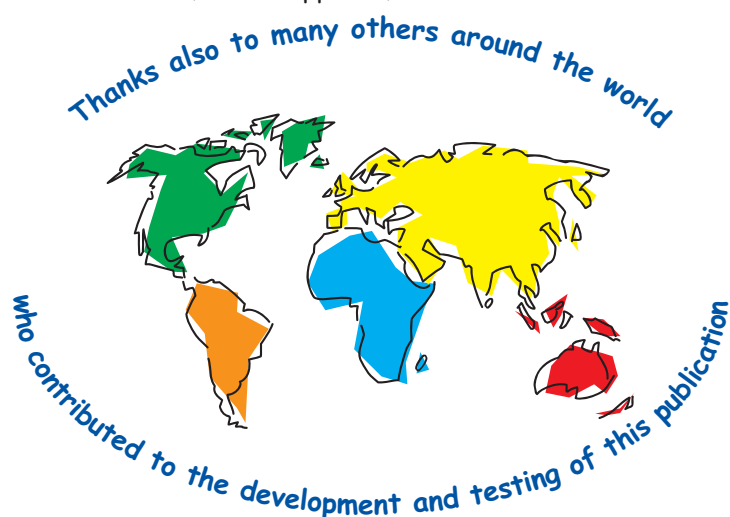 Thanks also to many others around the world
who contributed to the development and testing of this publication